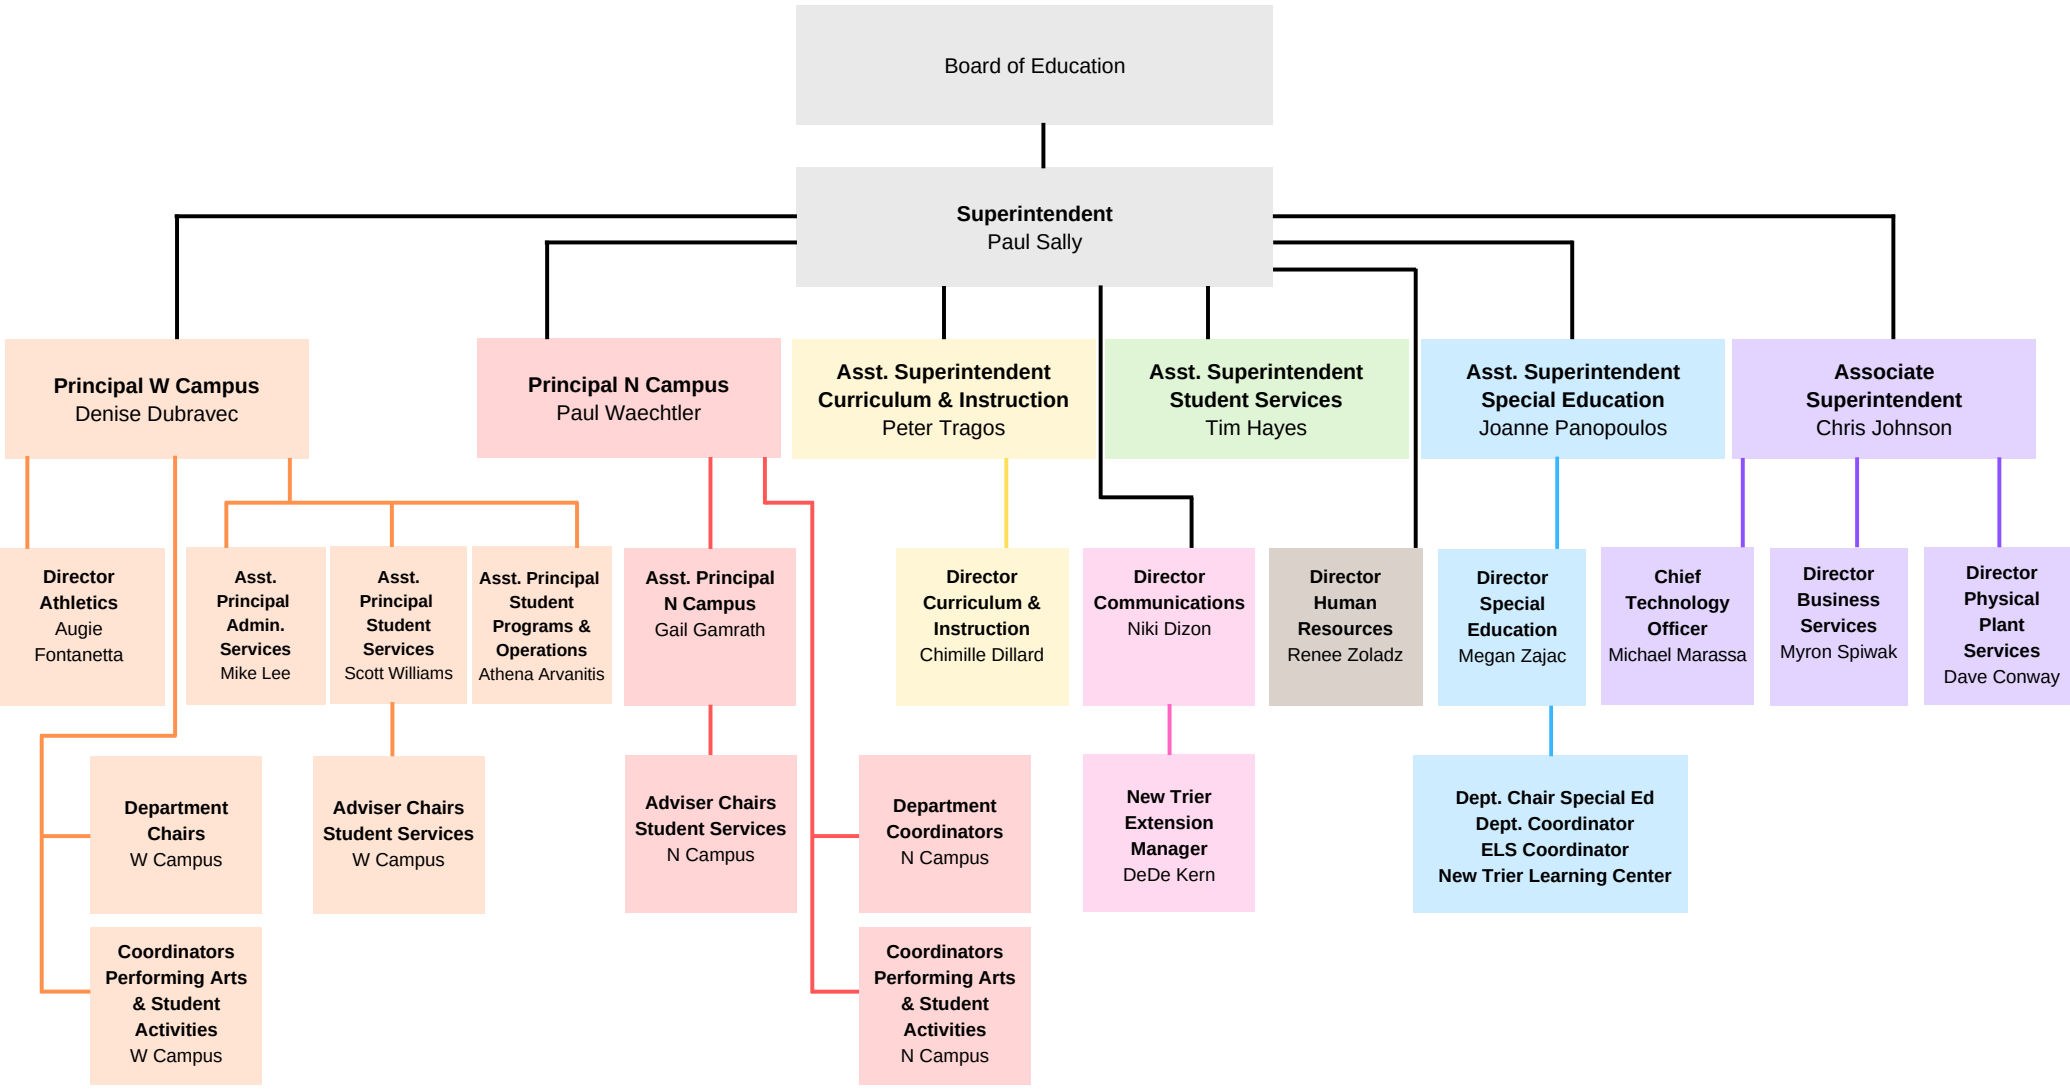 Board of Education
Superintendent
Paul Sally
Principal W Campus
Denise Dubravec
Principal N Campus
Paul Waechtler
Asst. Superintendent
Curriculum & Instruction
Peter Tragos
Asst. Superintendent
Student Services
Tim Hayes
Asst. Superintendent
Special Education
Joanne Panopoulos
Associate
Superintendent
Chris Johnson
Director
Athletics
Augie
Fontanetta
Asst.
Principal
Admin.
Services
Mike Lee
Asst.
Principal
Student
Services
Scott Williams
Asst. Principal
Student
Programs &
Operations
Athena Arvanitis
Asst. Principal
N Campus
Gail Gamrath
Director
Curriculum &
Instruction
Chimille Dillard
Director
Communications
Niki Dizon
Director
Human
Resources
Renee Zoladz
Director
Special
Education
Megan Zajac
Chief
Technology
Officer
Michael Marassa
Director
Business
Services
Myron Spiwak
Director
Physical
Plant
Services
Dave Conway
Department
Chairs
W Campus
Adviser Chairs
Student Services
W Campus
Adviser Chairs
Student Services
N Campus
Department
Coordinators
N Campus
New Trier
Extension
Manager
DeDe Kern
Dept. Chair Special Ed
Dept. Coordinator
ELS Coordinator
New Trier Learning Center
Coordinators
Performing Arts
& Student
Activities
W Campus
Coordinators
Performing Arts
& Student
Activities
N Campus